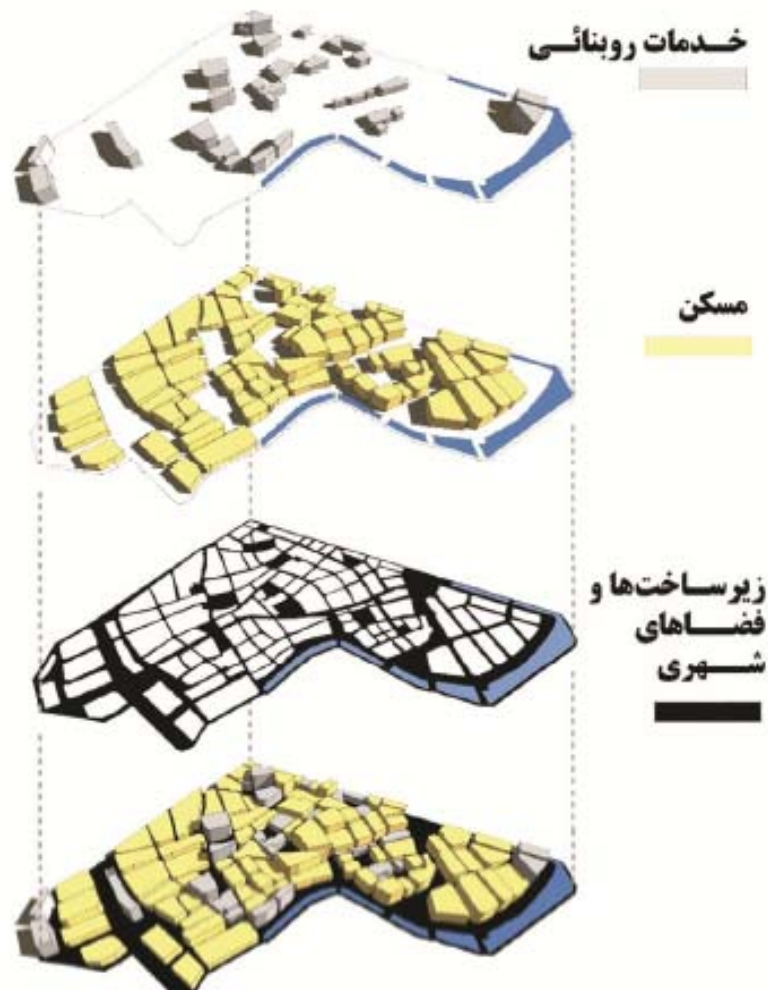 خدمات روبنائی
مسکن
زیرساخت‌ها و
فضاهای
شهری